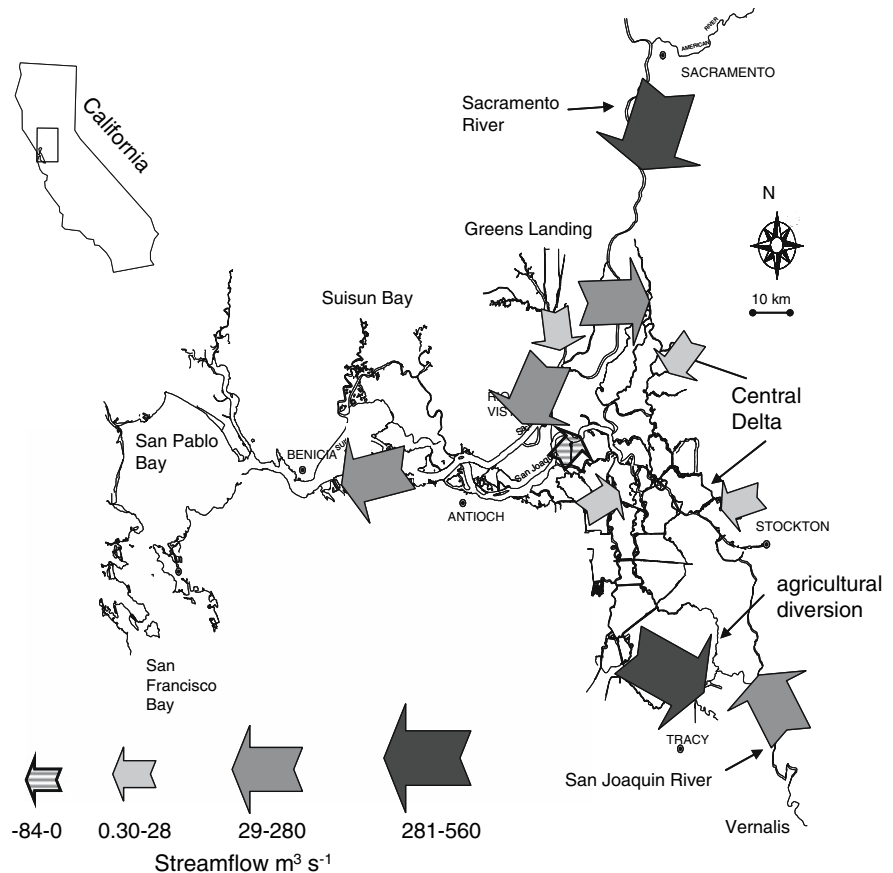 AMERICAN RIVER
SACRAMENTO
Sacramento
River
California
N
Greens Landing
10 km
Suisun Bay
Central
Delta
San Pablo
Bay
BENICIA
ANTIOCH
STOCKTON
agricultural
diversion
San
Francisco
Bay
TRACY
San Joaquin River
Vernalis
-84-0
0.30-28
29-280
281-560
Streamflow m³ s⁻¹